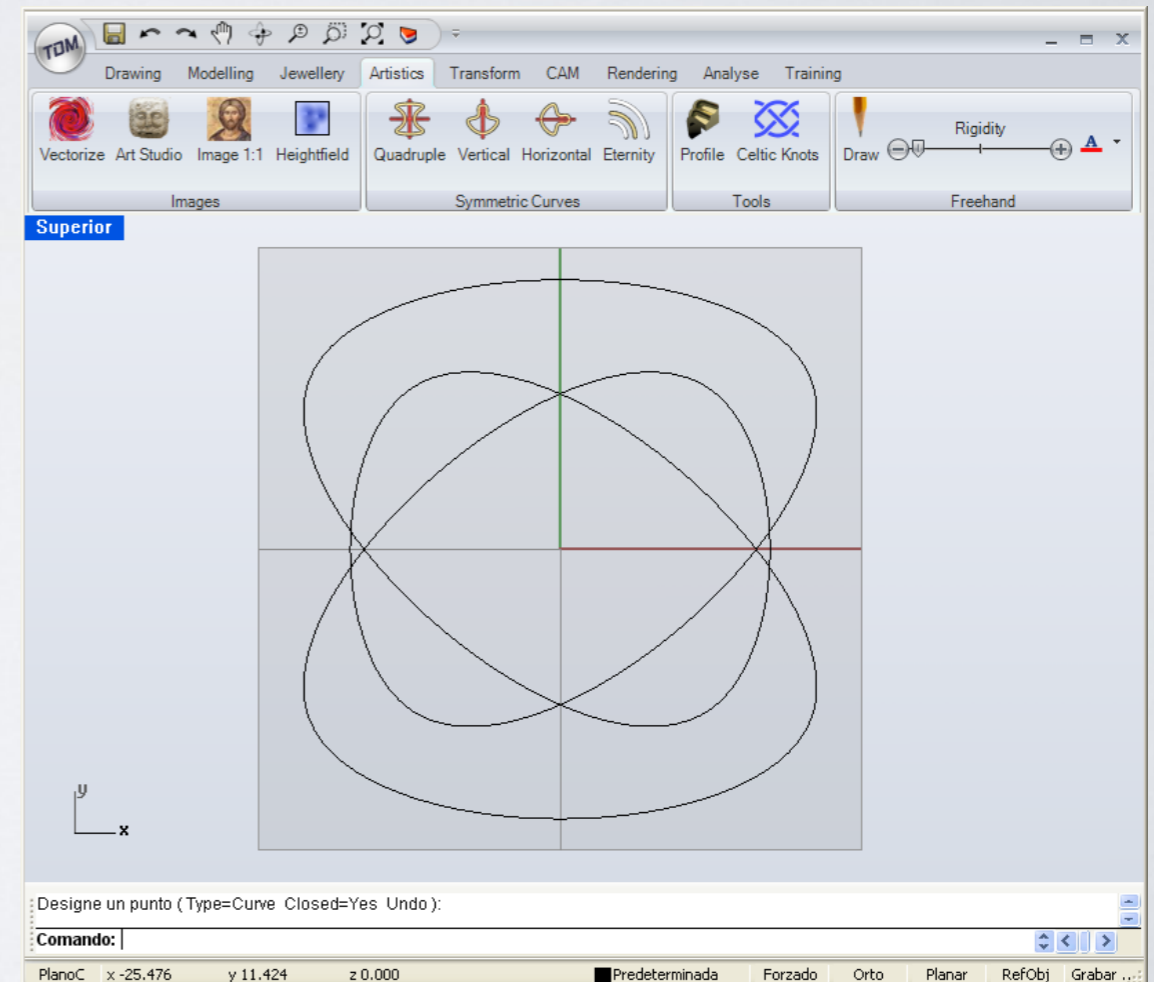 TDM
Drawing Modelling Jewellery Artistics Transform CAM Rendering Analyse Training
Vectorize Art Studio Image 1:1 Heightfield Quadruple Vertical Horizontal Eternity Profile Celtic Knots Draw Rigidity A
Images Symmetric Curves Tools Freehand
Superior
y
x
Designe un punto ( Type=Curve Closed=Yes Undo ):
Comando:
PlanoC x -25.476 y 11.424 z 0.000 Predeterminada Forzado Orto Planar RefObj Grabar ...